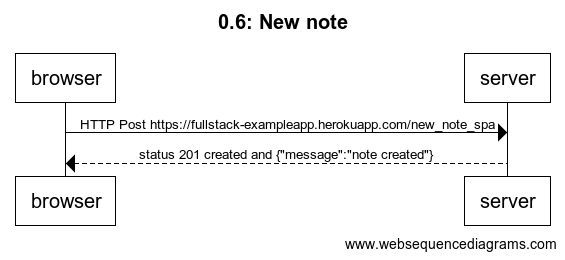 0.6: New note
browser server
HTTP Post https://fullstack-exampleapp.herokuapp.com/new_note_spa
status 201 created and {"message":"note created"}
browser server
www.websequencediagrams.com